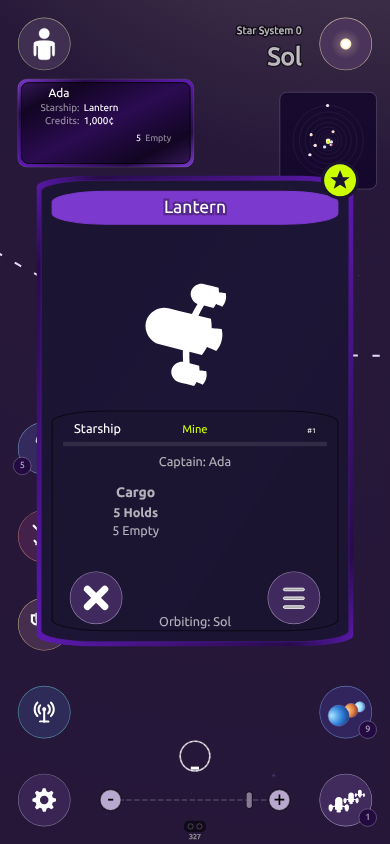 Star System 0
Sol
Ada
Starship: Lantern
Credits: 1,000¢
5 Empty
Lantern
Starship Mine #1
Captain: Ada
Cargo
5 Holds
5 Empty
5
Orbiting: Sol
9
- +
1
327